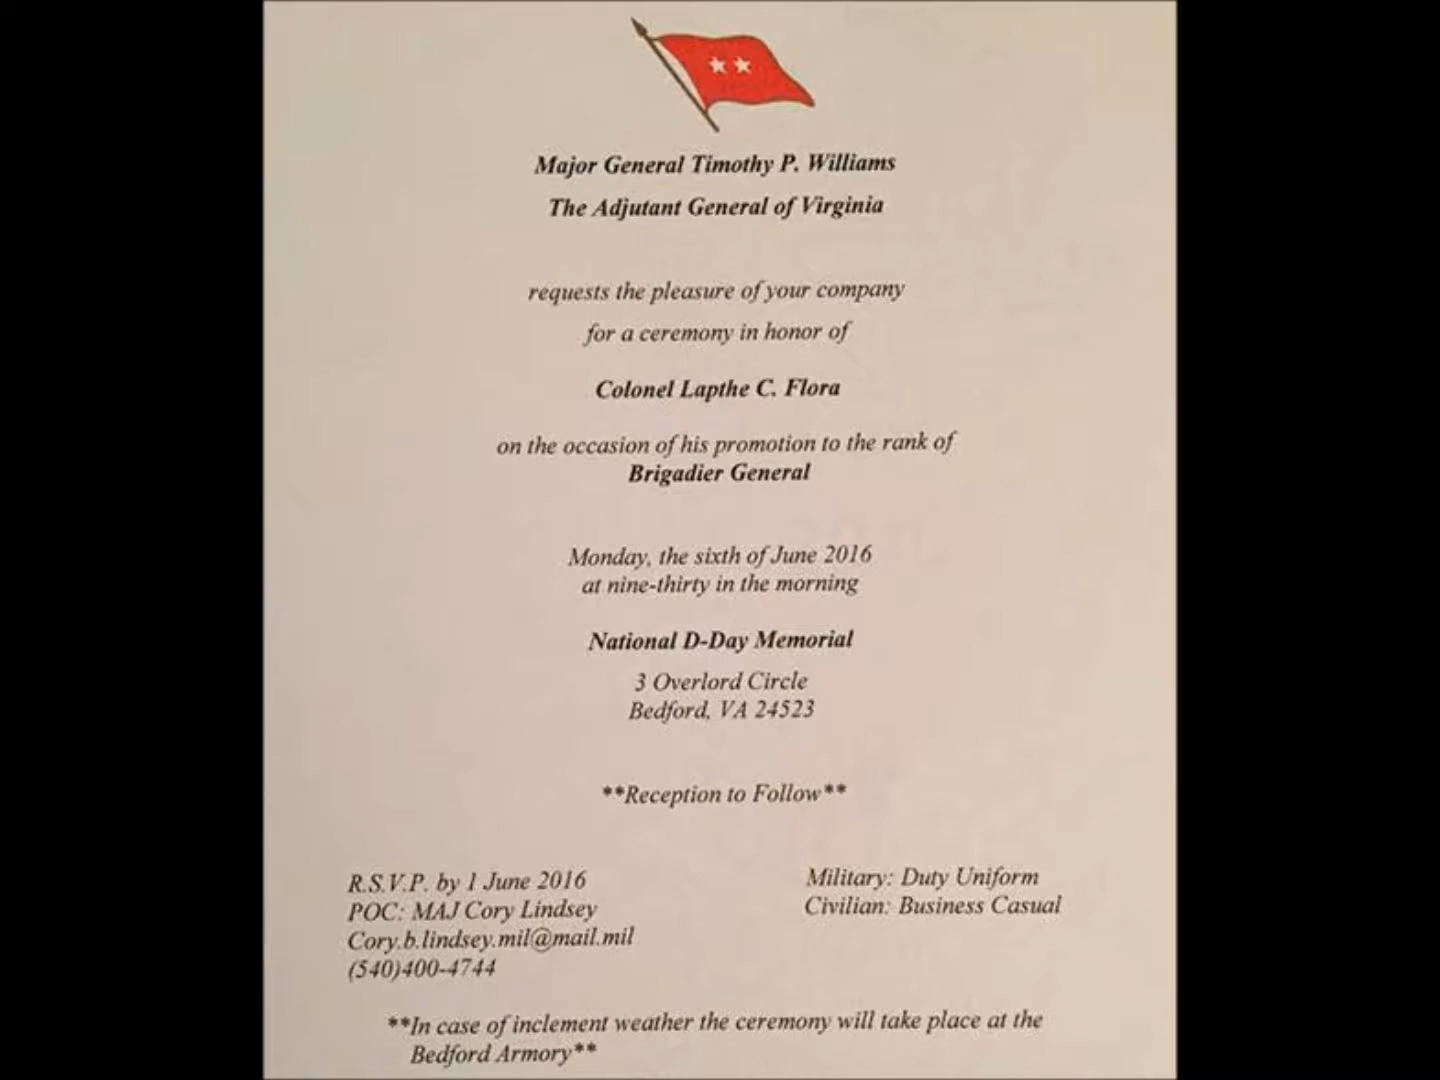 Major General Timothy P. Williams
The Adjutant General of Virginia
requests the pleasure of your company
for a ceremony in honor of
Colonel Lapthe C. Flora
on the occasion of his promotion to the rank of
Brigadier General
Monday, the sixth of June 2016
at nine-thirty in the morning
National D-Day Memorial
3 Overlord Circle
Bedford, VA 24523
**Reception to Follow**
R.S.V.P. by 1 June 2016
POC: MAJ Cory Lindsey
Cory.b.lindsey.mil@mail.mil
(540)400-4744
Military: Duty Uniform
Civilian: Business Casual
**In case of inclement weather the ceremony will take place at the
Bedford Armory**